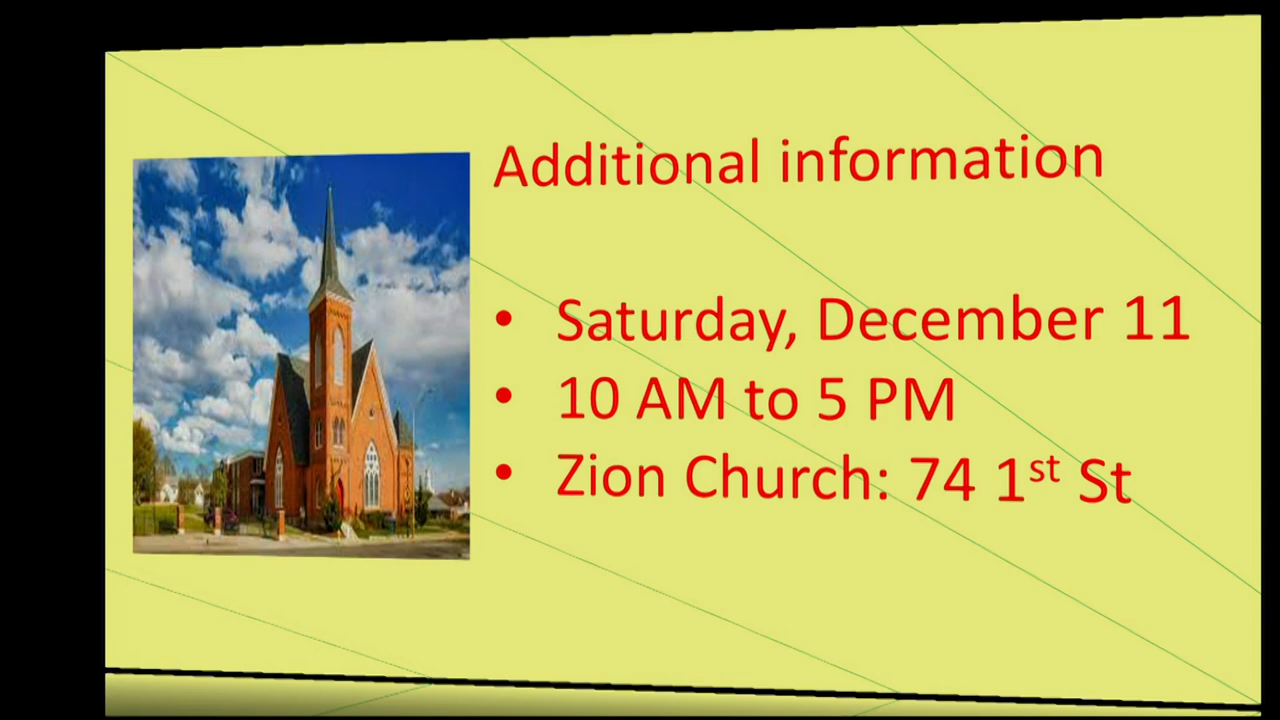 Additional information
• Saturday, December 11
• 10 AM to 5 PM
• Zion Church: 74 1st St